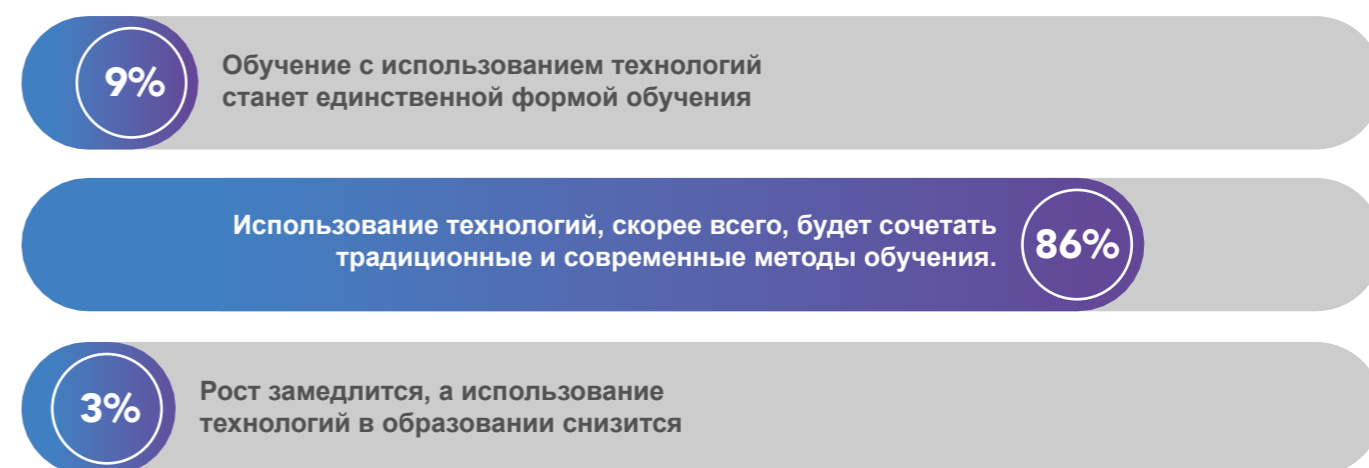 9%
Обучение с использованием технологий
станет единственной формой обучения
Использование технологий, скорее всего, будет сочетать
традиционные и современные методы обучения.
86%
3%
Рост замедлится, а использование
технологий в образовании снизится